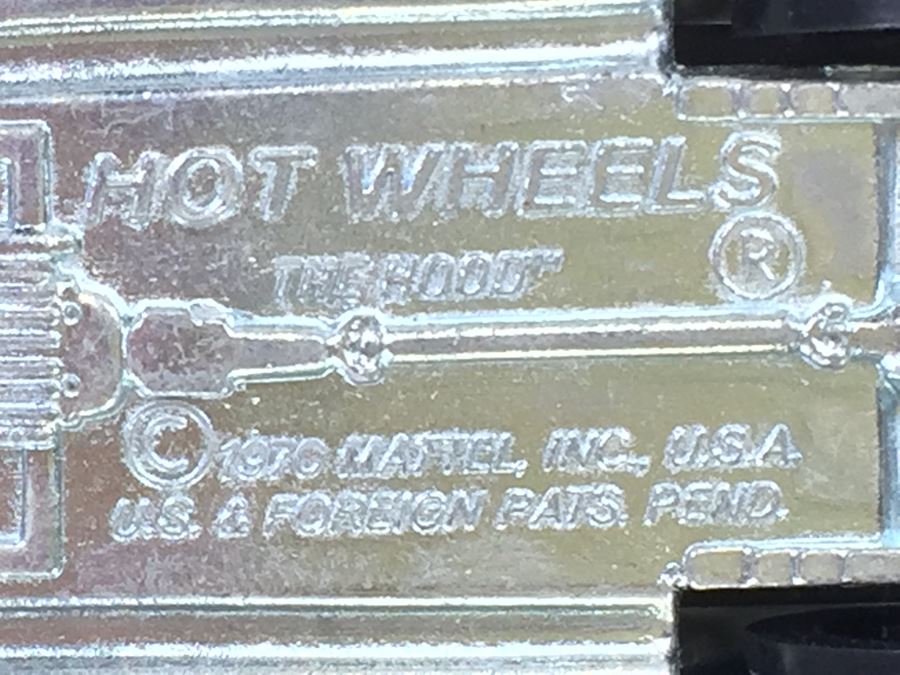 HOT WHEELS
®
THE HOOD"
© 1970 MATTEL, INC., U.S.A.
U.S. & FOREIGN PATS. PEND.